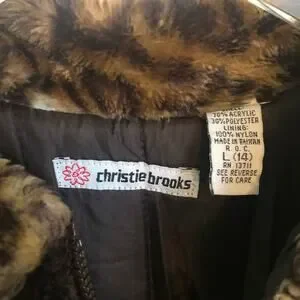 christie brooks
SHELL:
70% ACRYLIC
30% POLYESTER
LINING:
100% NYLON
MADE IN TAIWAN
R. O. C.
L (14)
RN 13711
SEE REVERSE
FOR CARE